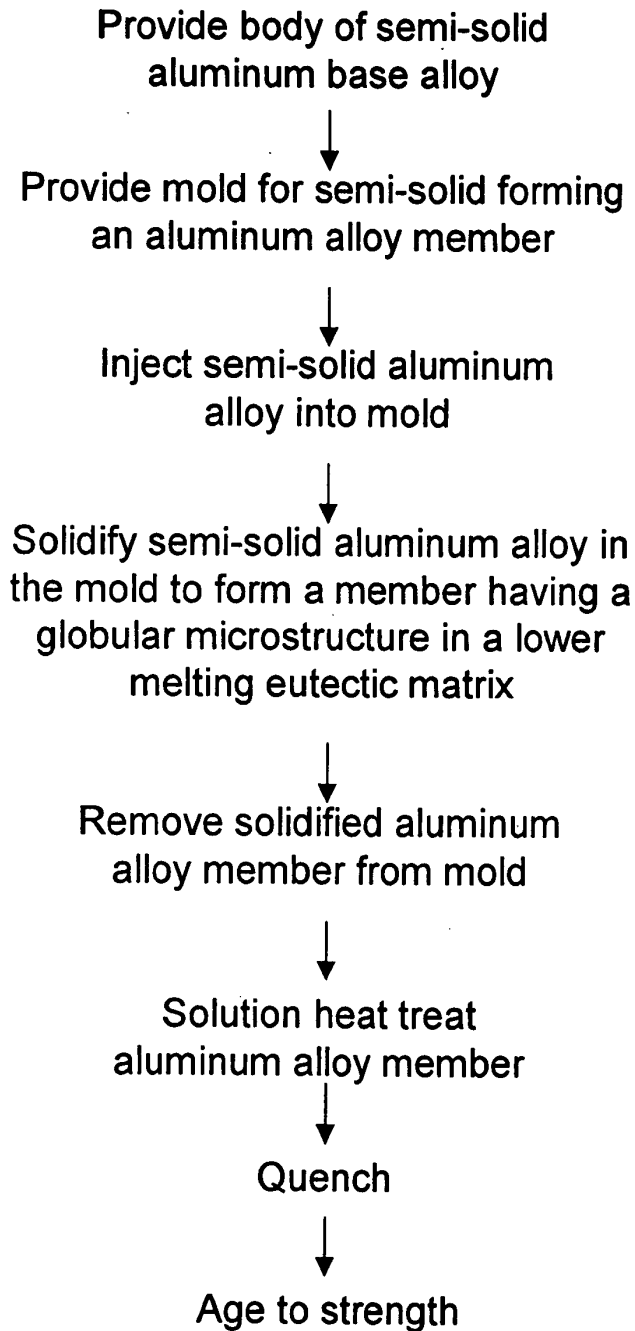 Provide body of semi-solid
aluminum base alloy
Provide mold for semi-solid forming
an aluminum alloy member
Inject semi-solid aluminum
alloy into mold
Solidify semi-solid aluminum alloy in
the mold to form a member having a
globular microstructure in a lower
melting eutectic matrix
Remove solidified aluminum
alloy member from mold
Solution heat treat
aluminum alloy member
Quench
Age to strength